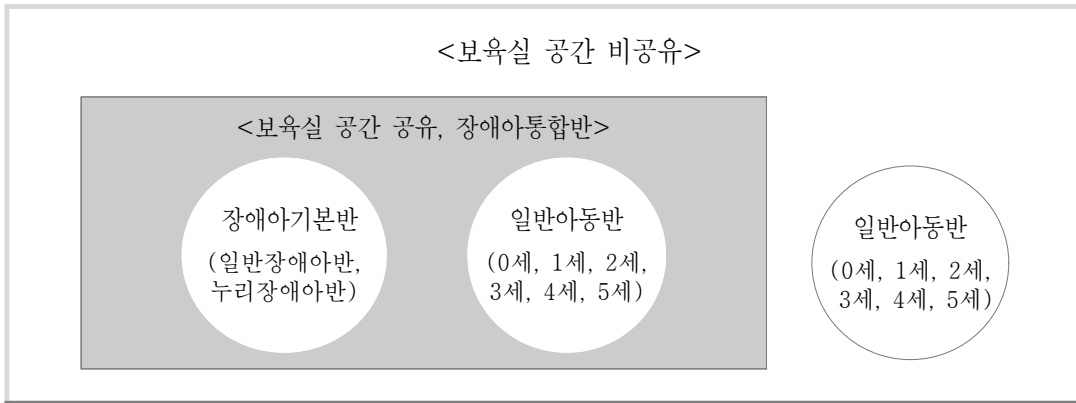 <보육실 공간 비공유>
<보육실 공간 공유, 장애아통합반>
장애아기본반
(일반장애아반,
누리장애아반)
일반아동반
(0세, 1세, 2세,
3세, 4세, 5세)
일반아동반
(0세, 1세, 2세,
3세, 4세, 5세)